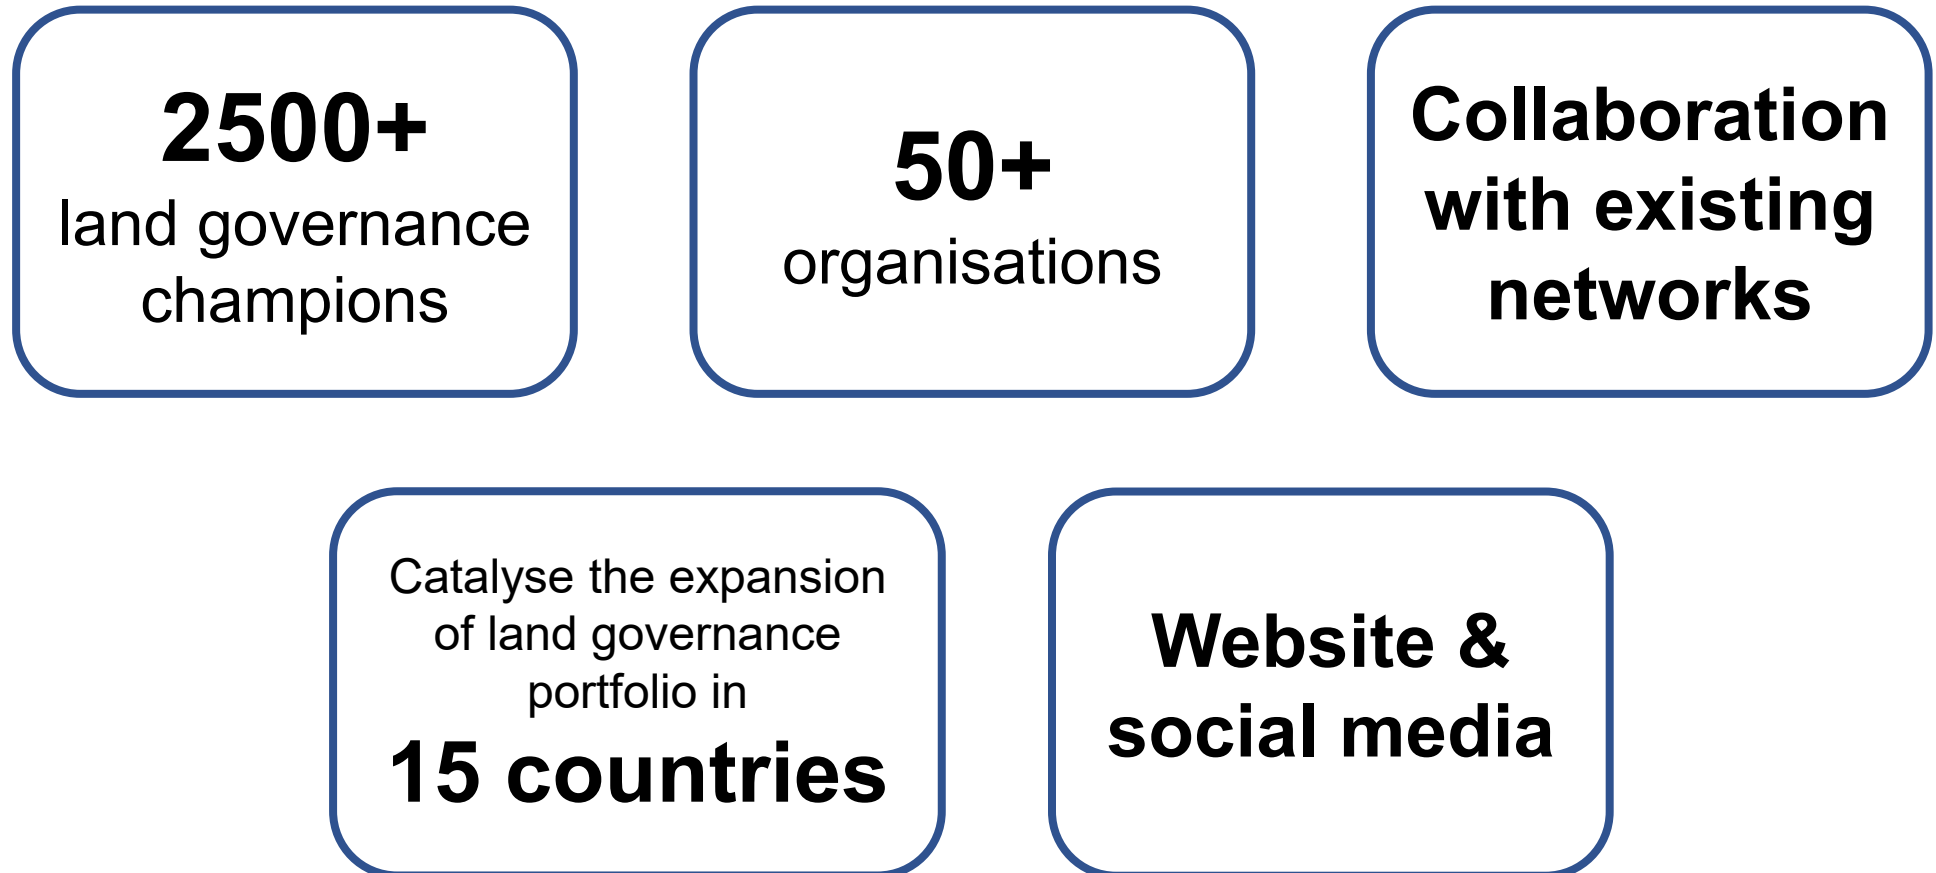 2500+
land governance
champions
50+
organisations
Collaboration
with existing
networks
Catalyse the expansion
of land governance
portfolio in
15 countries
Website &
social media